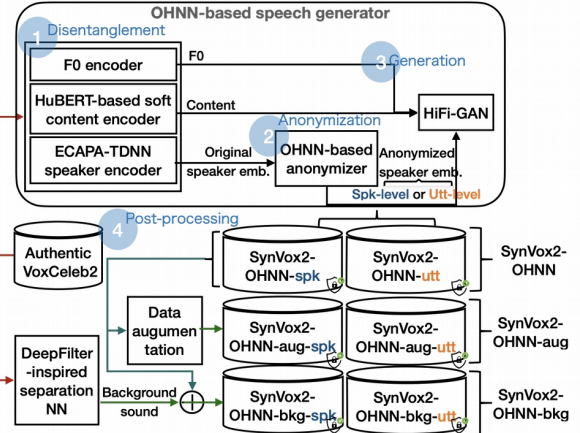 OHNN-based speech generator
1 Disentanglement
F0 encoder
F0
3 Generation
HuBERT-based soft
content encoder
Content
HiFi-GAN
Anonymization
2
ECAPA-TDNN
speaker encoder
Original
speaker emb.
OHNN-based
anonymizer
Anonymized
speaker emb.
Spk-level or Utt-level
4 Post-processing
Authentic
VoxCeleb2
SynVox2-
OHNN-spk
SynVox2-
OHNN-utt
SynVox2-
OHNN
Data
augumen
tation
SynVox2-
OHNN-aug-spk
SynVox2-
OHNN-aug-utt
SynVox2-
OHNN-aug
DeepFilter
-inspired
separation
NN
Background
sound
SynVox2-
OHNN-bkg-spk
SynVox2-
OHNN-bkg-utt
SynVox2-
OHNN-bkg